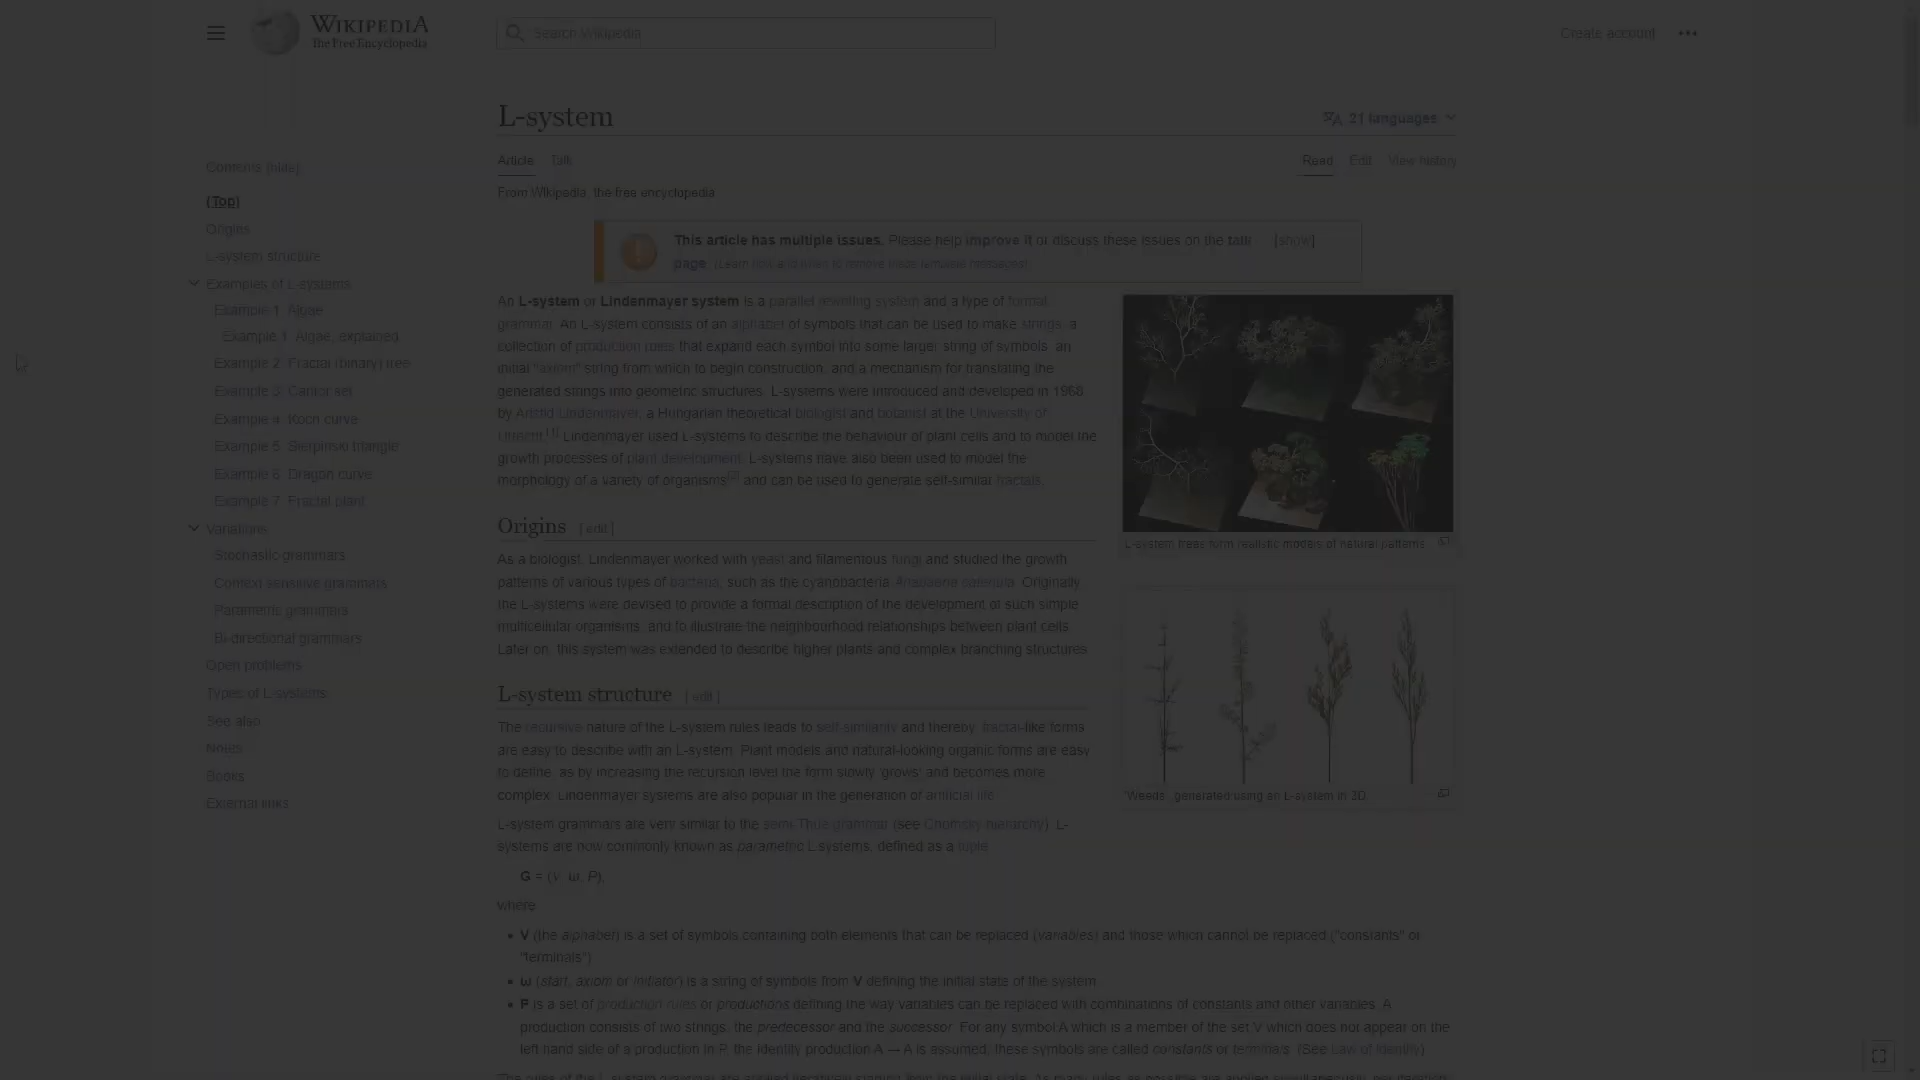 WIKIPEDIA
The Free Encyclopedia
Search Wikipedia
Create account
L-system
21 languages
Article Talk
Read Edit View history
From Wikipedia, the free encyclopedia
Contents [hide]
(Top)
Origins
L-system structure
Examples of L-systems
Example 1: Algae
Example 1: Algae, explained
Example 2: Fractal (binary) tree
Example 3: Cantor set
Example 4: Koch curve
Example 5: Sierpinski triangle
Example 6: Dragon curve
Example 7: Fractal plant
Variations
Stochastic grammars
Context sensitive grammars
Parametric grammars
Bi-directional grammars
Open problems
Types of L-systems
See also
Notes
Books
External links
This article has multiple issues. Please help improve it or discuss these issues on the talk [show]
page. (Learn how and when to remove these template messages)
An L-system or Lindenmayer system is a parallel rewriting system and a type of formal
grammar. An L-system consists of an alphabet of symbols that can be used to make strings, a
collection of production rules that expand each symbol into some larger string of symbols, an
initial "axiom" string from which to begin construction, and a mechanism for translating the
generated strings into geometric structures. L-systems were introduced and developed in 1968
by Aristid Lindenmayer, a Hungarian theoretical biologist and botanist at the University of
Utrecht.[1] Lindenmayer used L-systems to describe the behaviour of plant cells and to model the
growth processes of plant development. L-systems have also been used to model the
morphology of a variety of organisms[2] and can be used to generate self-similar fractals.
L-system trees form realistic models of natural patterns
Origins [ edit ]
As a biologist, Lindenmayer worked with yeast and filamentous fungi and studied the growth
patterns of various types of bacteria, such as the cyanobacteria Anabaena catenula. Originally,
the L-systems were devised to provide a formal description of the development of such simple
multicellular organisms, and to illustrate the neighbourhood relationships between plant cells.
Later on, this system was extended to describe higher plants and complex branching structures.
'Weeds', generated using an L-system in 3D.
L-system structure [ edit ]
The recursive nature of the L-system rules leads to self-similarity and thereby, fractal-like forms
are easy to describe with an L-system. Plant models and natural-looking organic forms are easy
to define, as by increasing the recursion level the form slowly 'grows' and becomes more
complex. Lindenmayer systems are also popular in the generation of artificial life.
L-system grammars are very similar to the semi-Thue grammar (see Chomsky hierarchy). L-
systems are now commonly known as parametric L systems, defined as a tuple
G = (V, ω, P),
where
• V (the alphabet) is a set of symbols containing both elements that can be replaced (variables) and those which cannot be replaced ("constants" or
"terminals")
• ω (start, axiom or initiator) is a string of symbols from V defining the initial state of the system
• P is a set of production rules or productions defining the way variables can be replaced with combinations of constants and other variables. A
production consists of two strings, the predecessor and the successor. For any symbol A which is a member of the set V which does not appear on the
left hand side of a production in P, the identity production A → A is assumed; these symbols are called constants or terminals. (See Law of identity).